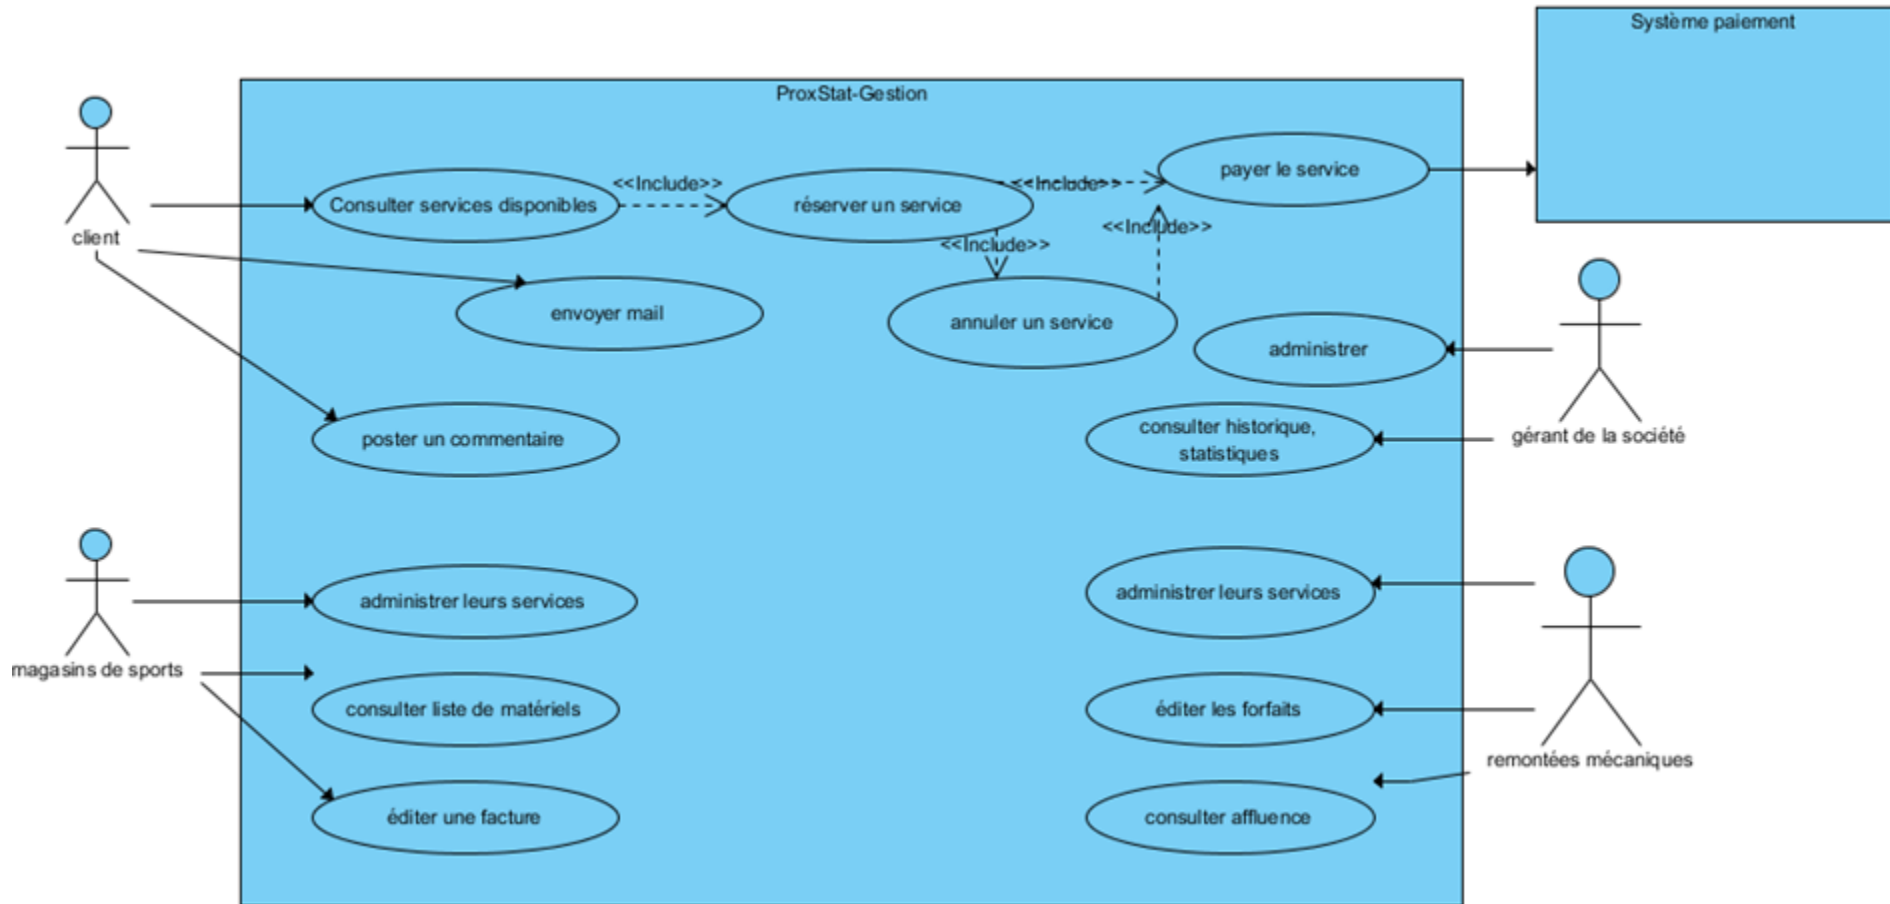 Système paiement
ProxStat-Gestion
payer le service
<<Include>>
<<Include>>
Consulter services disponibles
réserver un service
<<Include>>
<<Include>>
client
envoyer mail
annuler un service
administrer
poster un commentaire
consulter historique,
statistiques
gérant de la société
administrer leurs services
administrer leurs services
magasins de sports
consulter liste de matériels
éditer les forfaits
remontées mécaniques
éditer une facture
consulter affluence